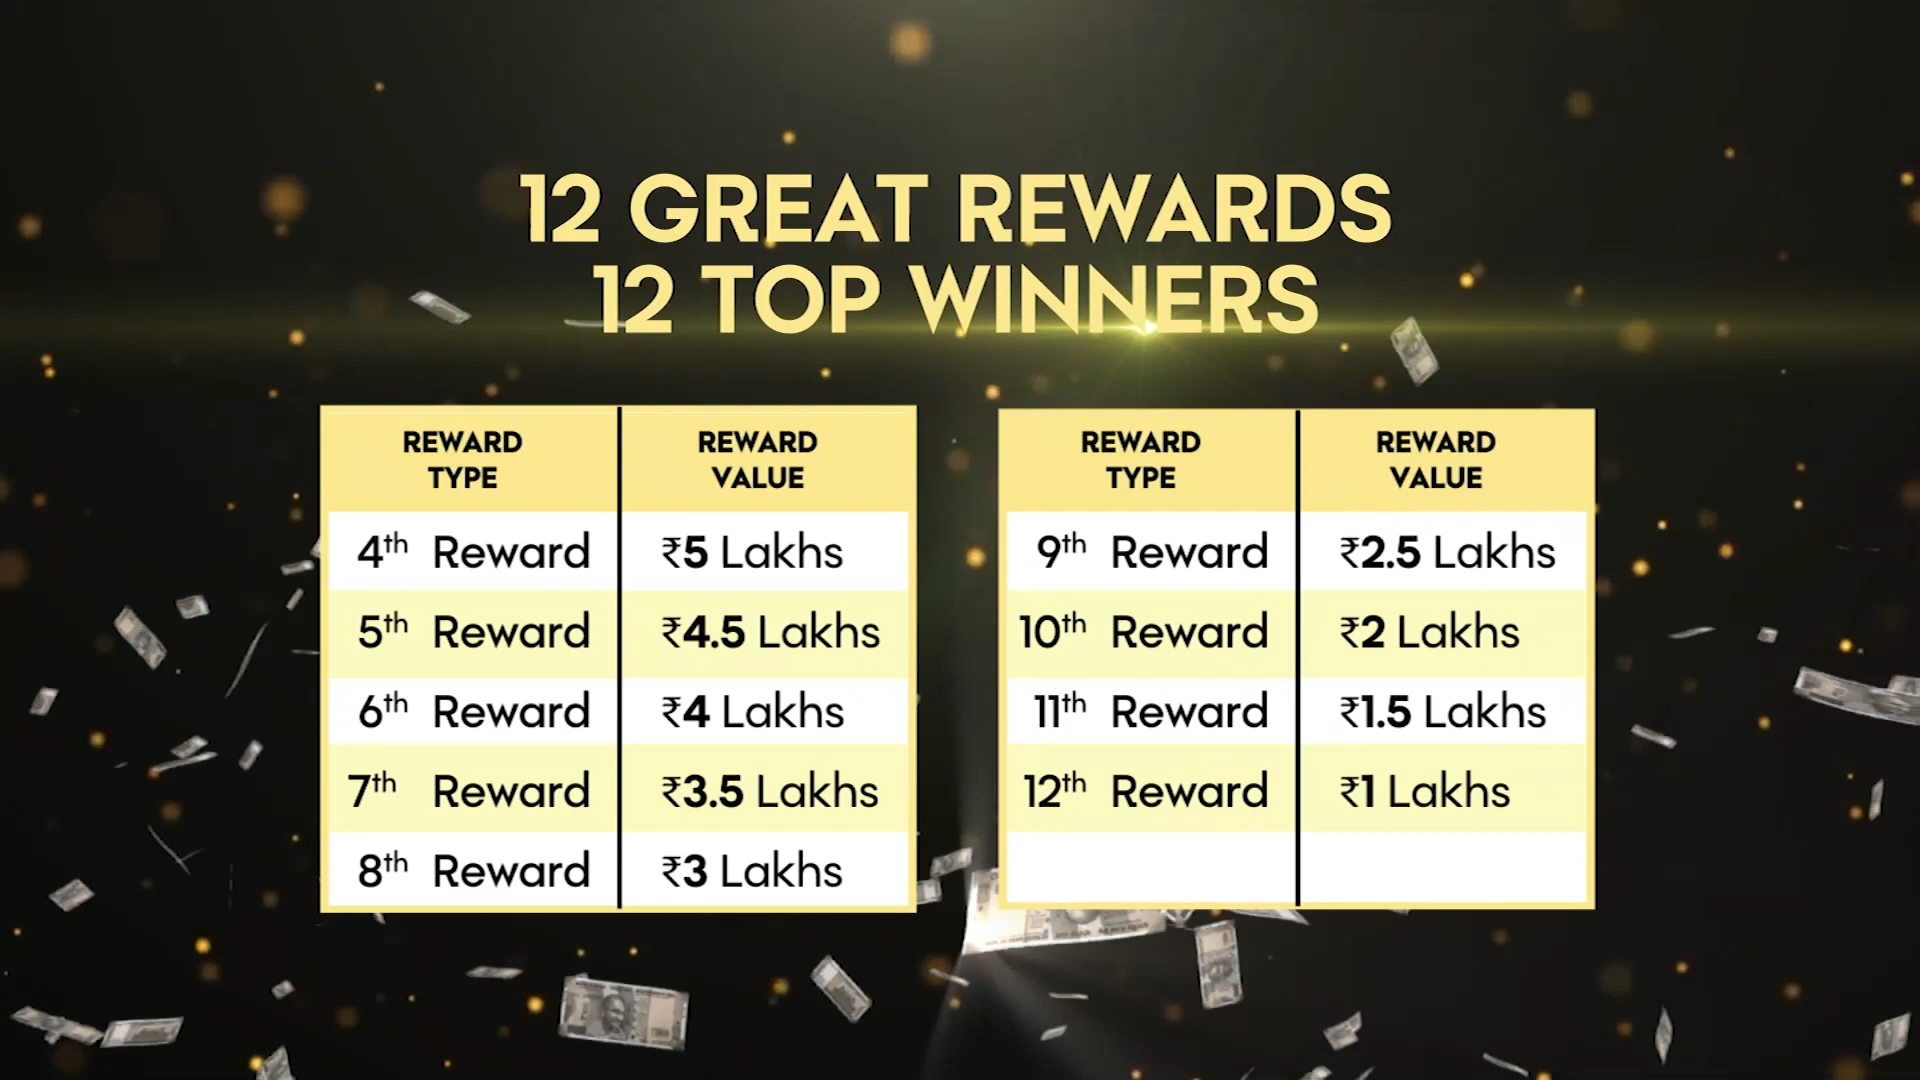 12 GREAT REWARDS
12 TOP WINNERS
REWARD TYPE REWARD VALUE
4th Reward ₹5 Lakhs
5th Reward ₹4.5 Lakhs
6th Reward ₹4 Lakhs
7th Reward ₹3.5 Lakhs
8th Reward ₹3 Lakhs
REWARD TYPE REWARD VALUE
9th Reward ₹2.5 Lakhs
10th Reward ₹2 Lakhs
11th Reward ₹1.5 Lakhs
12th Reward ₹1 Lakhs